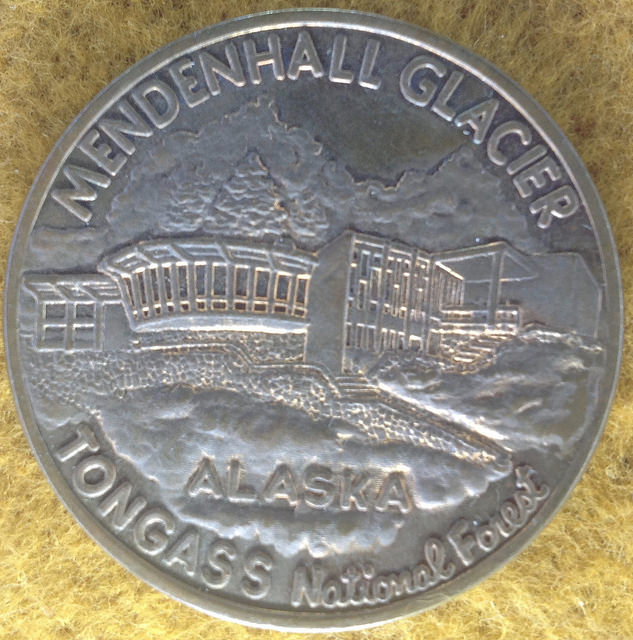 MENDENHALL GLACIER
ALASKA
TONGASS National Forest